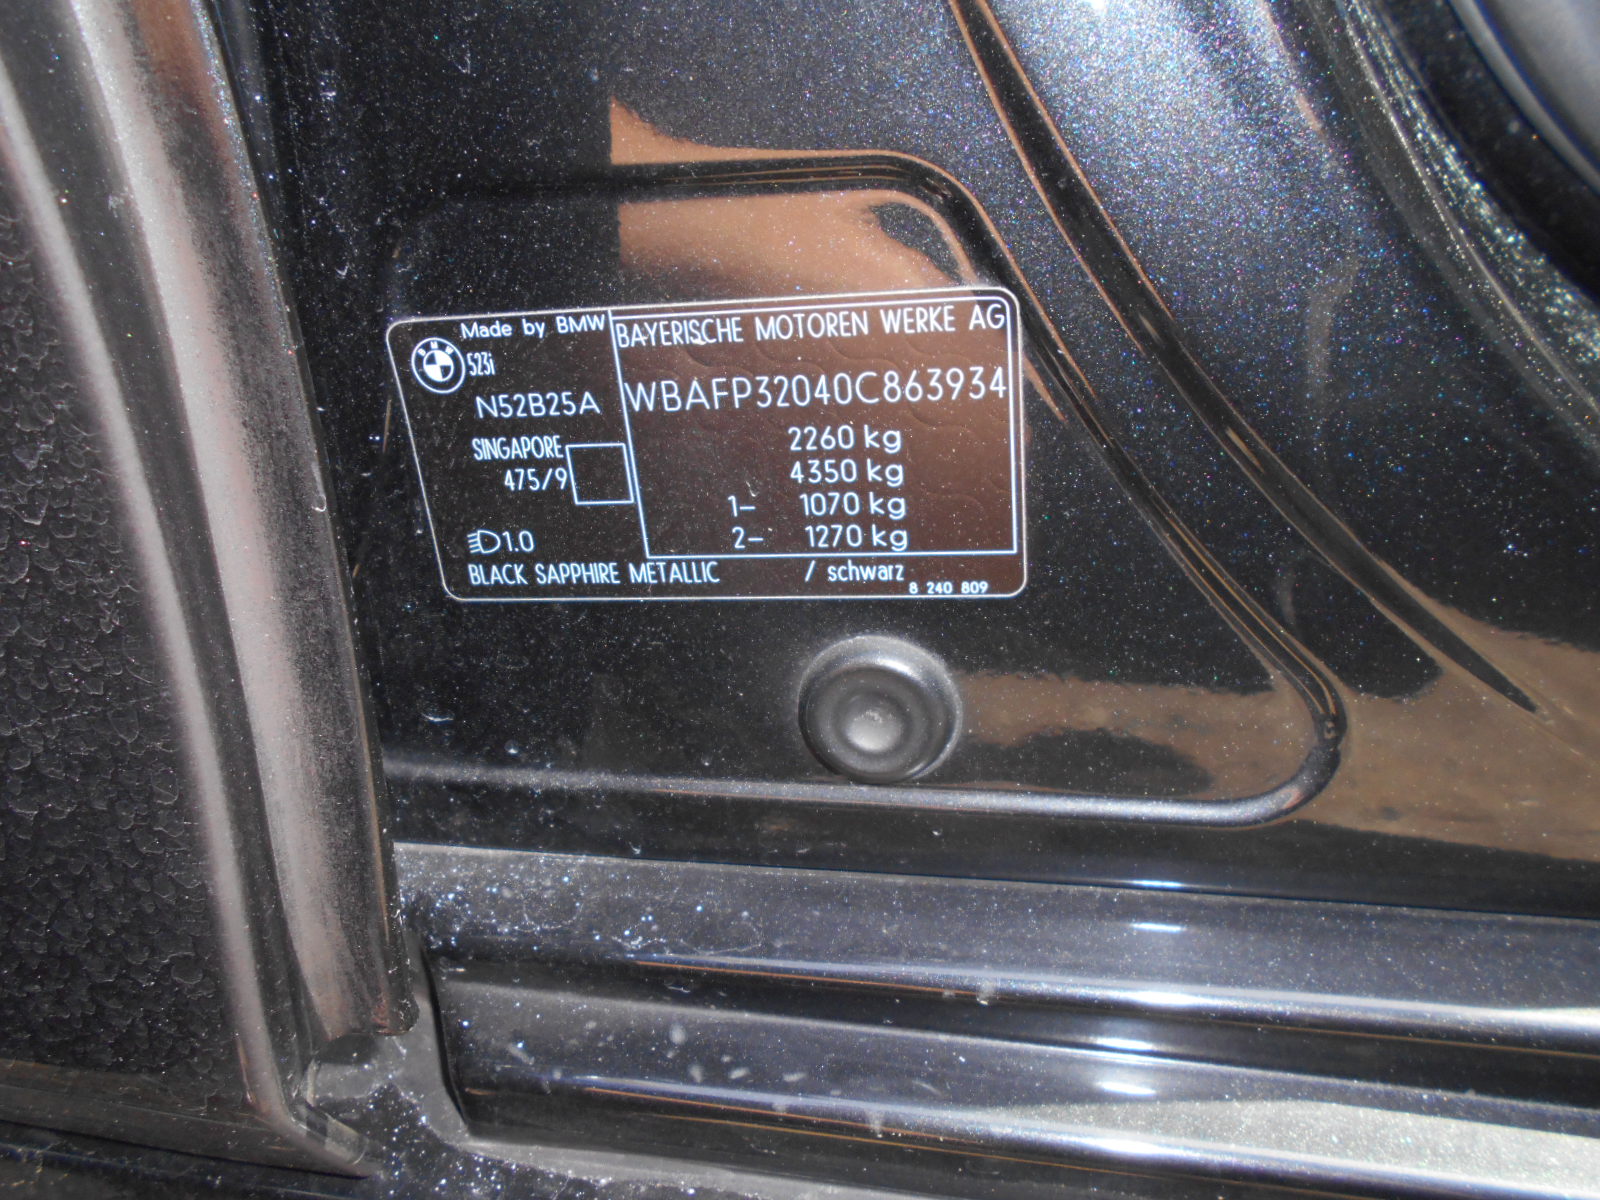 Made by BMW
BMW
523i
N52B25A
SINGAPORE
475/9
1.0
BAYERISCHE MOTOREN WERKE AG
WBAFP32040C863934
2260 kg
4350 kg
1- 1070 kg
2- 1270 kg
BLACK SAPPHIRE METALLIC / schwarz
8 240 809